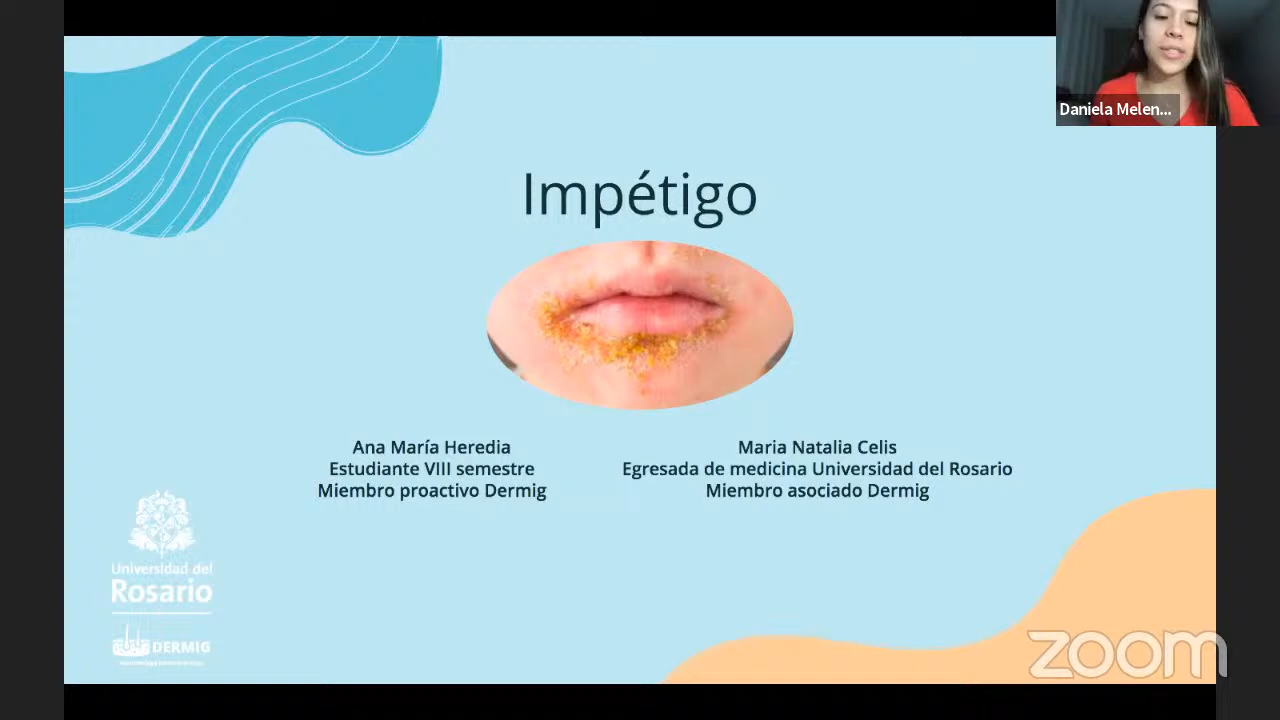 Daniela Melen...
Impétigo
Ana María Heredia
Estudiante VIII semestre
Miembro proactivo Dermig
Maria Natalia Celis
Egresada de medicina Universidad del Rosario
Miembro asociado Dermig
Universidad del
Rosario
DERMIG
zoom